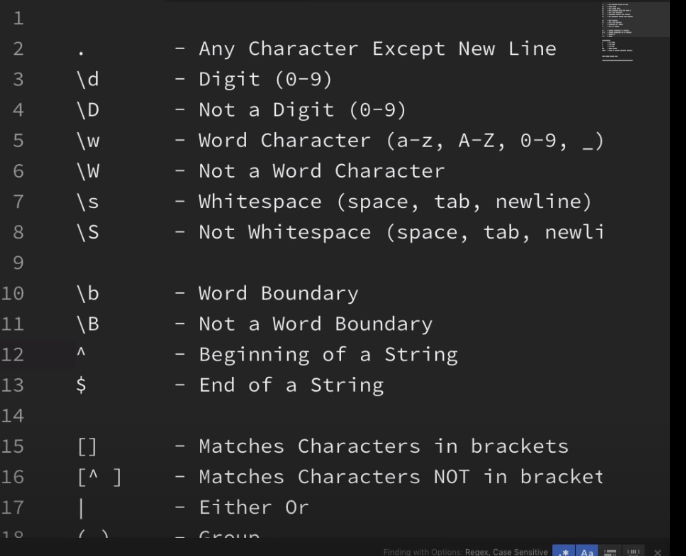 1
2 . - Any Character Except New Line
3 \d - Digit (0-9)
4 \D - Not a Digit (0-9)
5 \w - Word Character (a-z, A-Z, 0-9, _)
6 \W - Not a Word Character
7 \s - Whitespace (space, tab, newline)
8 \S - Not Whitespace (space, tab, newli
9
10 \b - Word Boundary
11 \B - Not a Word Boundary
12 ^ - Beginning of a String
13 $ - End of a String
14
15 [] - Matches Characters in brackets
16 [^ ] - Matches Characters NOT in bracket
17 | - Either Or
18 ( ) - Group
Finding with Options: Regex, Case Sensitive .* Aa